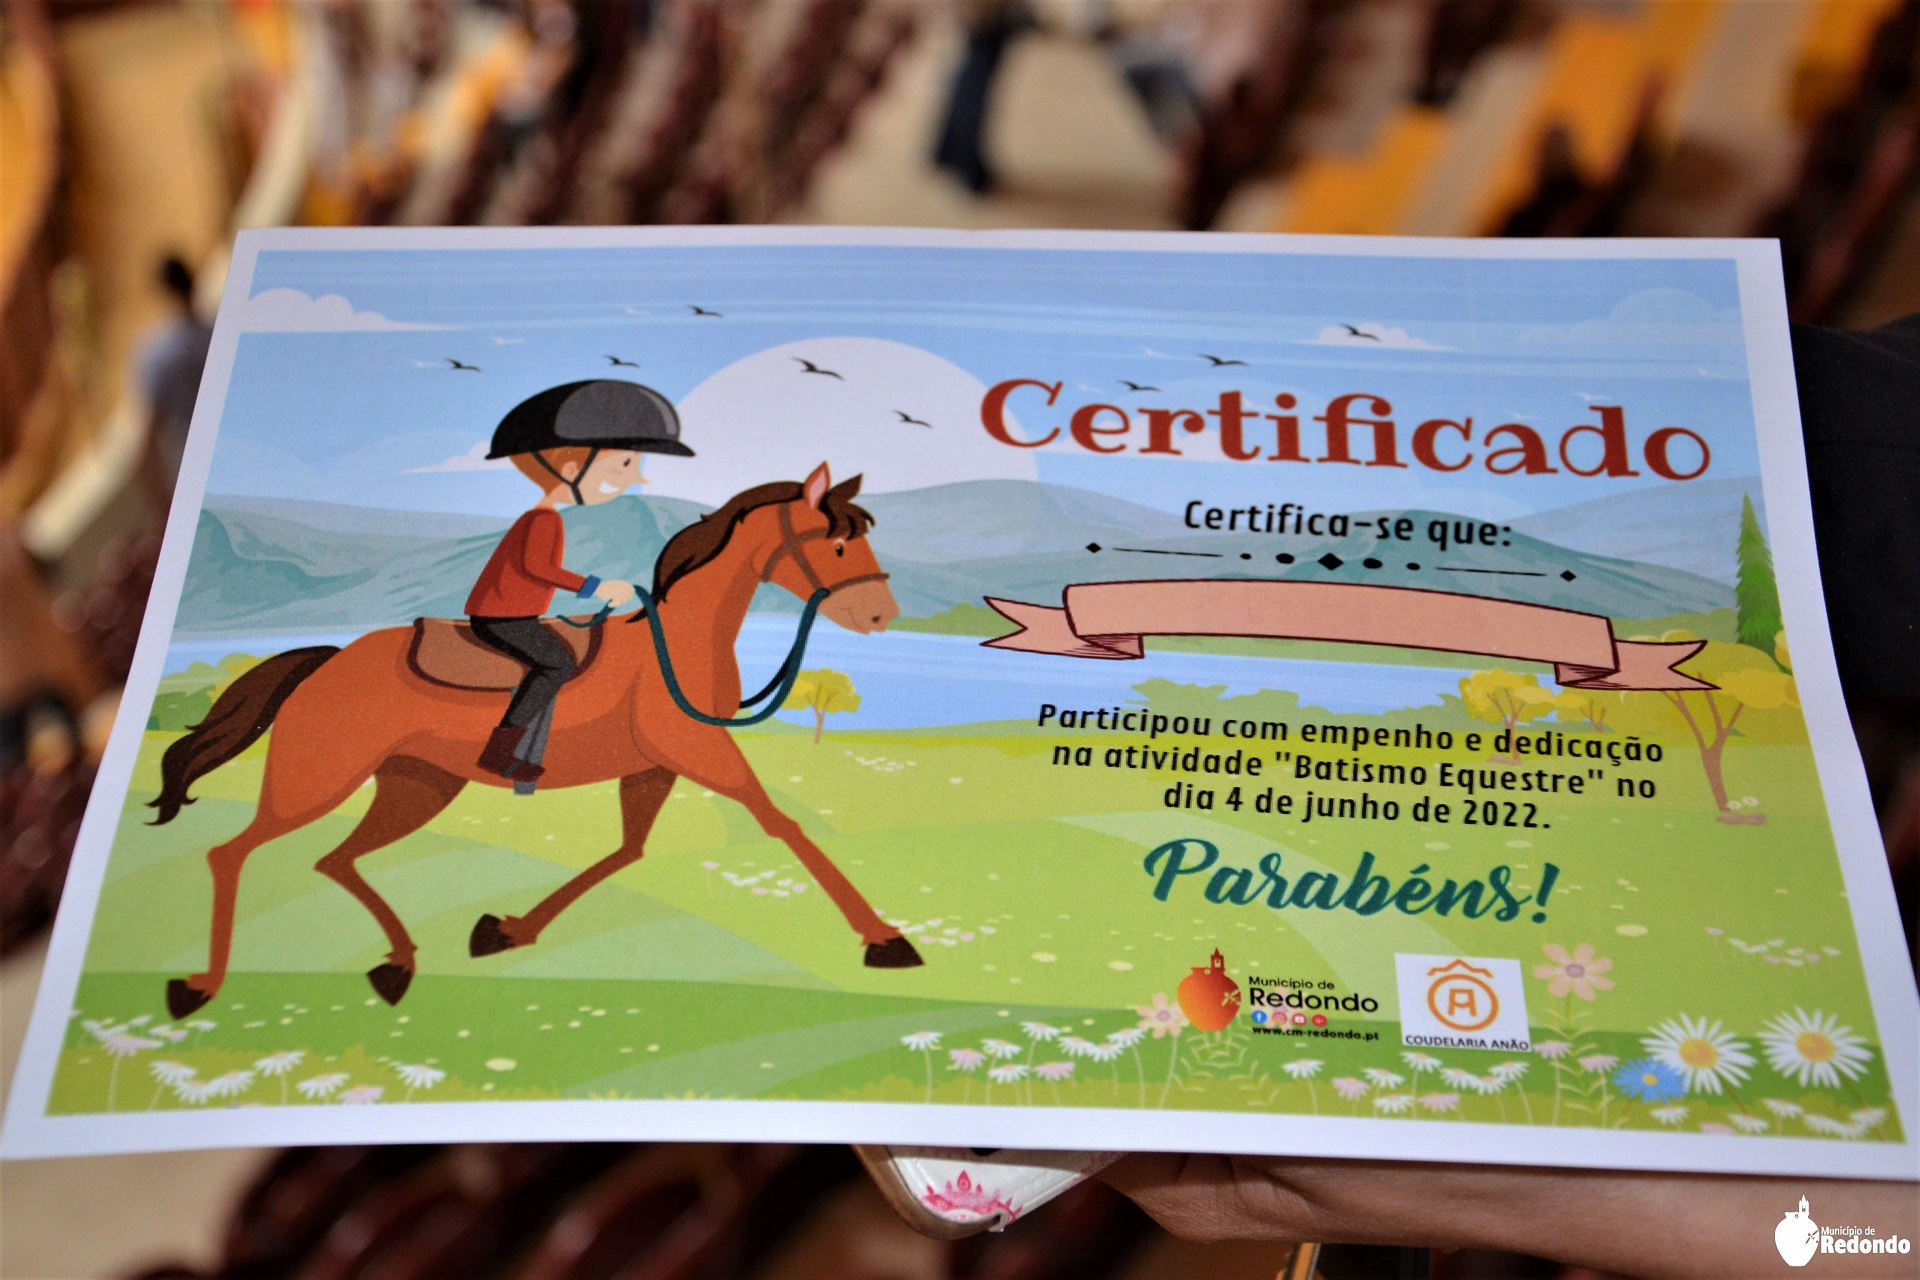 Certificado
Certifica-se que:
Participou com empenho e dedicação
na atividade "Batismo Equestre" no
dia 4 de junho de 2022.
Parabéns!
Município de
Redondo
www.cm-redondo.pt
COUDELARIA ANÃO
Município de
Redondo